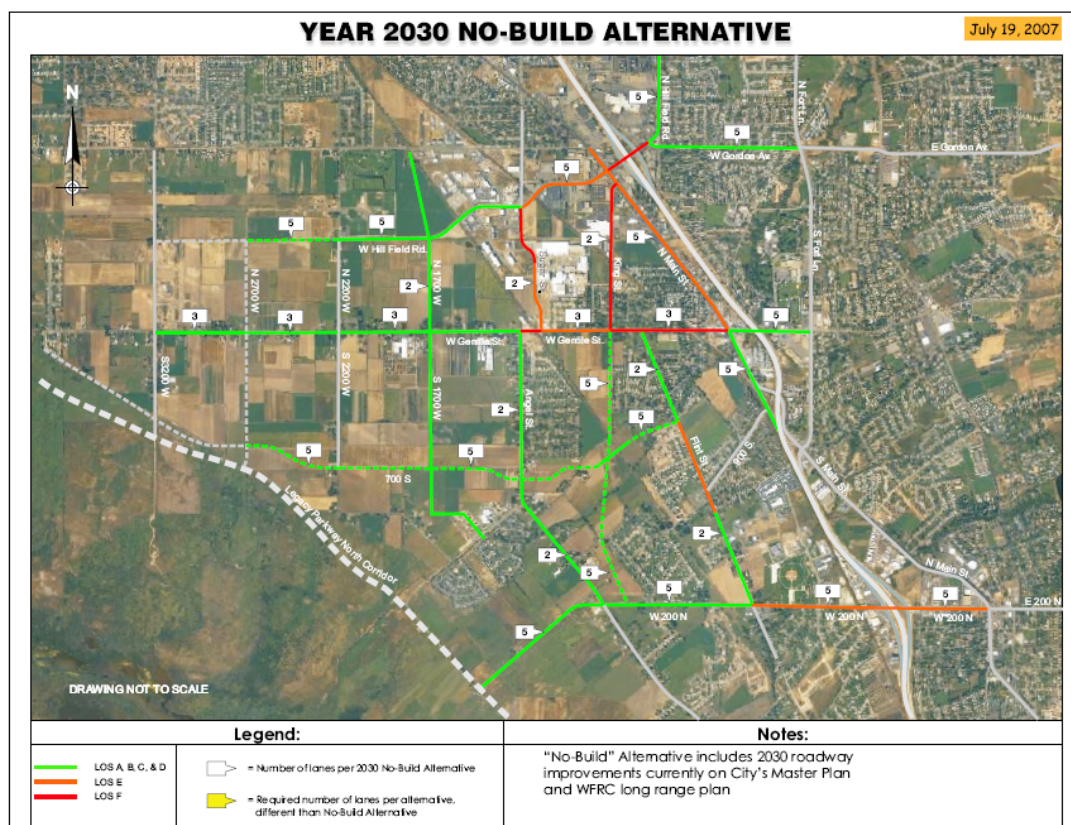 YEAR 2030 NO-BUILD ALTERNATIVE
July 19, 2007
N
5
N Hill Field Rd.
5
N Fort Ln.
W Gordon Av.
E Gordon Av.
5
5
5
W Hill Field Rd.
N 2700 W
N 2200 W
N 1700 W
2
2
2
King St.
5
N Main St.
S Fort Ln.
3
3
3
3
3
5
W Gentile St.
W Gentile St.
S 3200 W
S 2200 W
S 1700 W
Angel St.
2
5
2
5
5
5
5
700 S
Flint St.
900 S.
S Main St.
Legacy Parkway North Corridor
2
2
5
5
5
5
5
N Main St.
W 200 N
W 200 N
E 200 N
DRAWING NOT TO SCALE
Legend:
LOS A, B, C, & D
LOS E
LOS F
= Number of lanes per 2030 No-Build Alternative
= Required number of lanes per alternative,
different than No-Build Alternative
Notes:
"No-Build" Alternative includes 2030 roadway
improvements currently on City's Master Plan
and WFRC long range plan